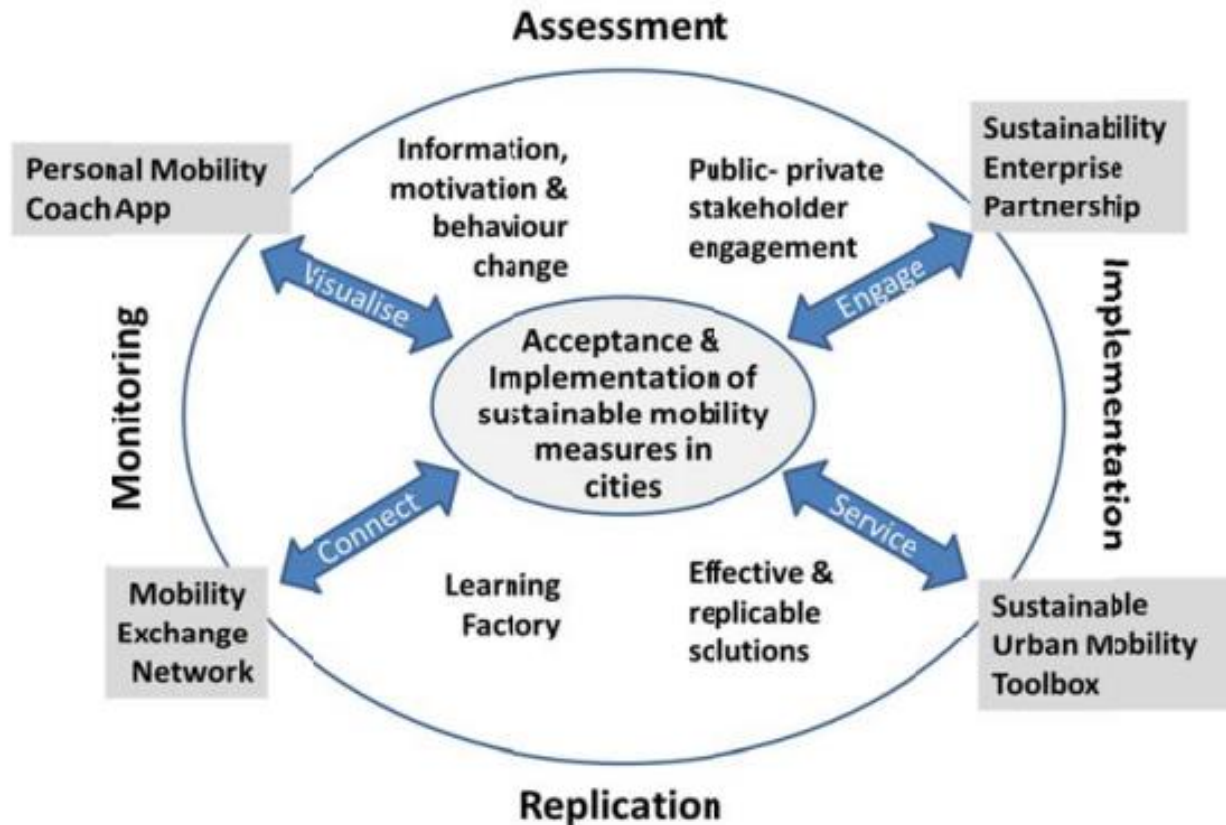 Assessment
Personal Mobility
Coach App
Information,
motivation &
behaviour
change
Public- private
stakeholder
engagement
Sustainability
Enterprise
Partnership
Visualise
Engage
Monitoring
Implementation
Acceptance &
Implementation of
sustainable mobility
measures in
cities
Connect
Service
Mobility
Exchange
Network
Learning
Factory
Effective &
replicable
sclutions
Sustainable
Urban Mobility
Toolbox
Replication